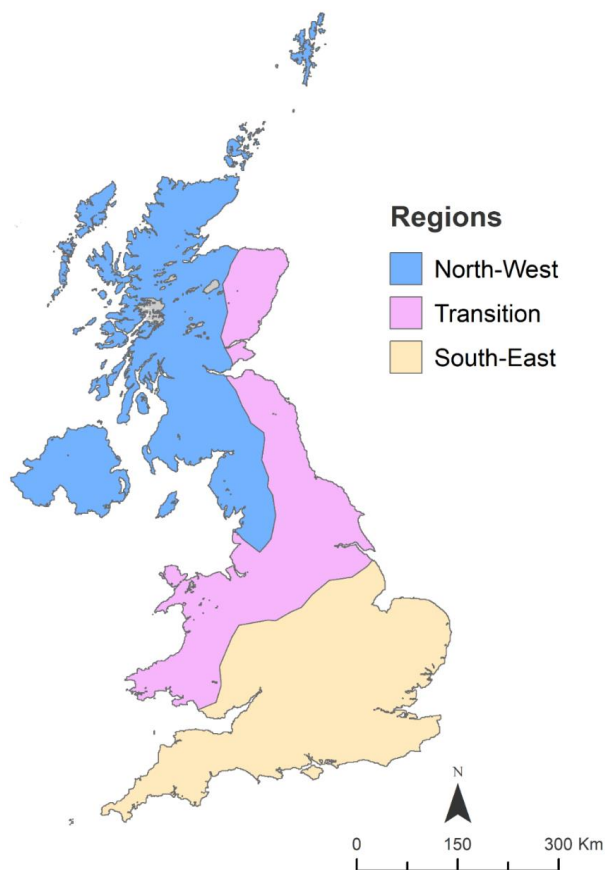 Regions
North-West
Transition
South-East
N
0 150 300 Km